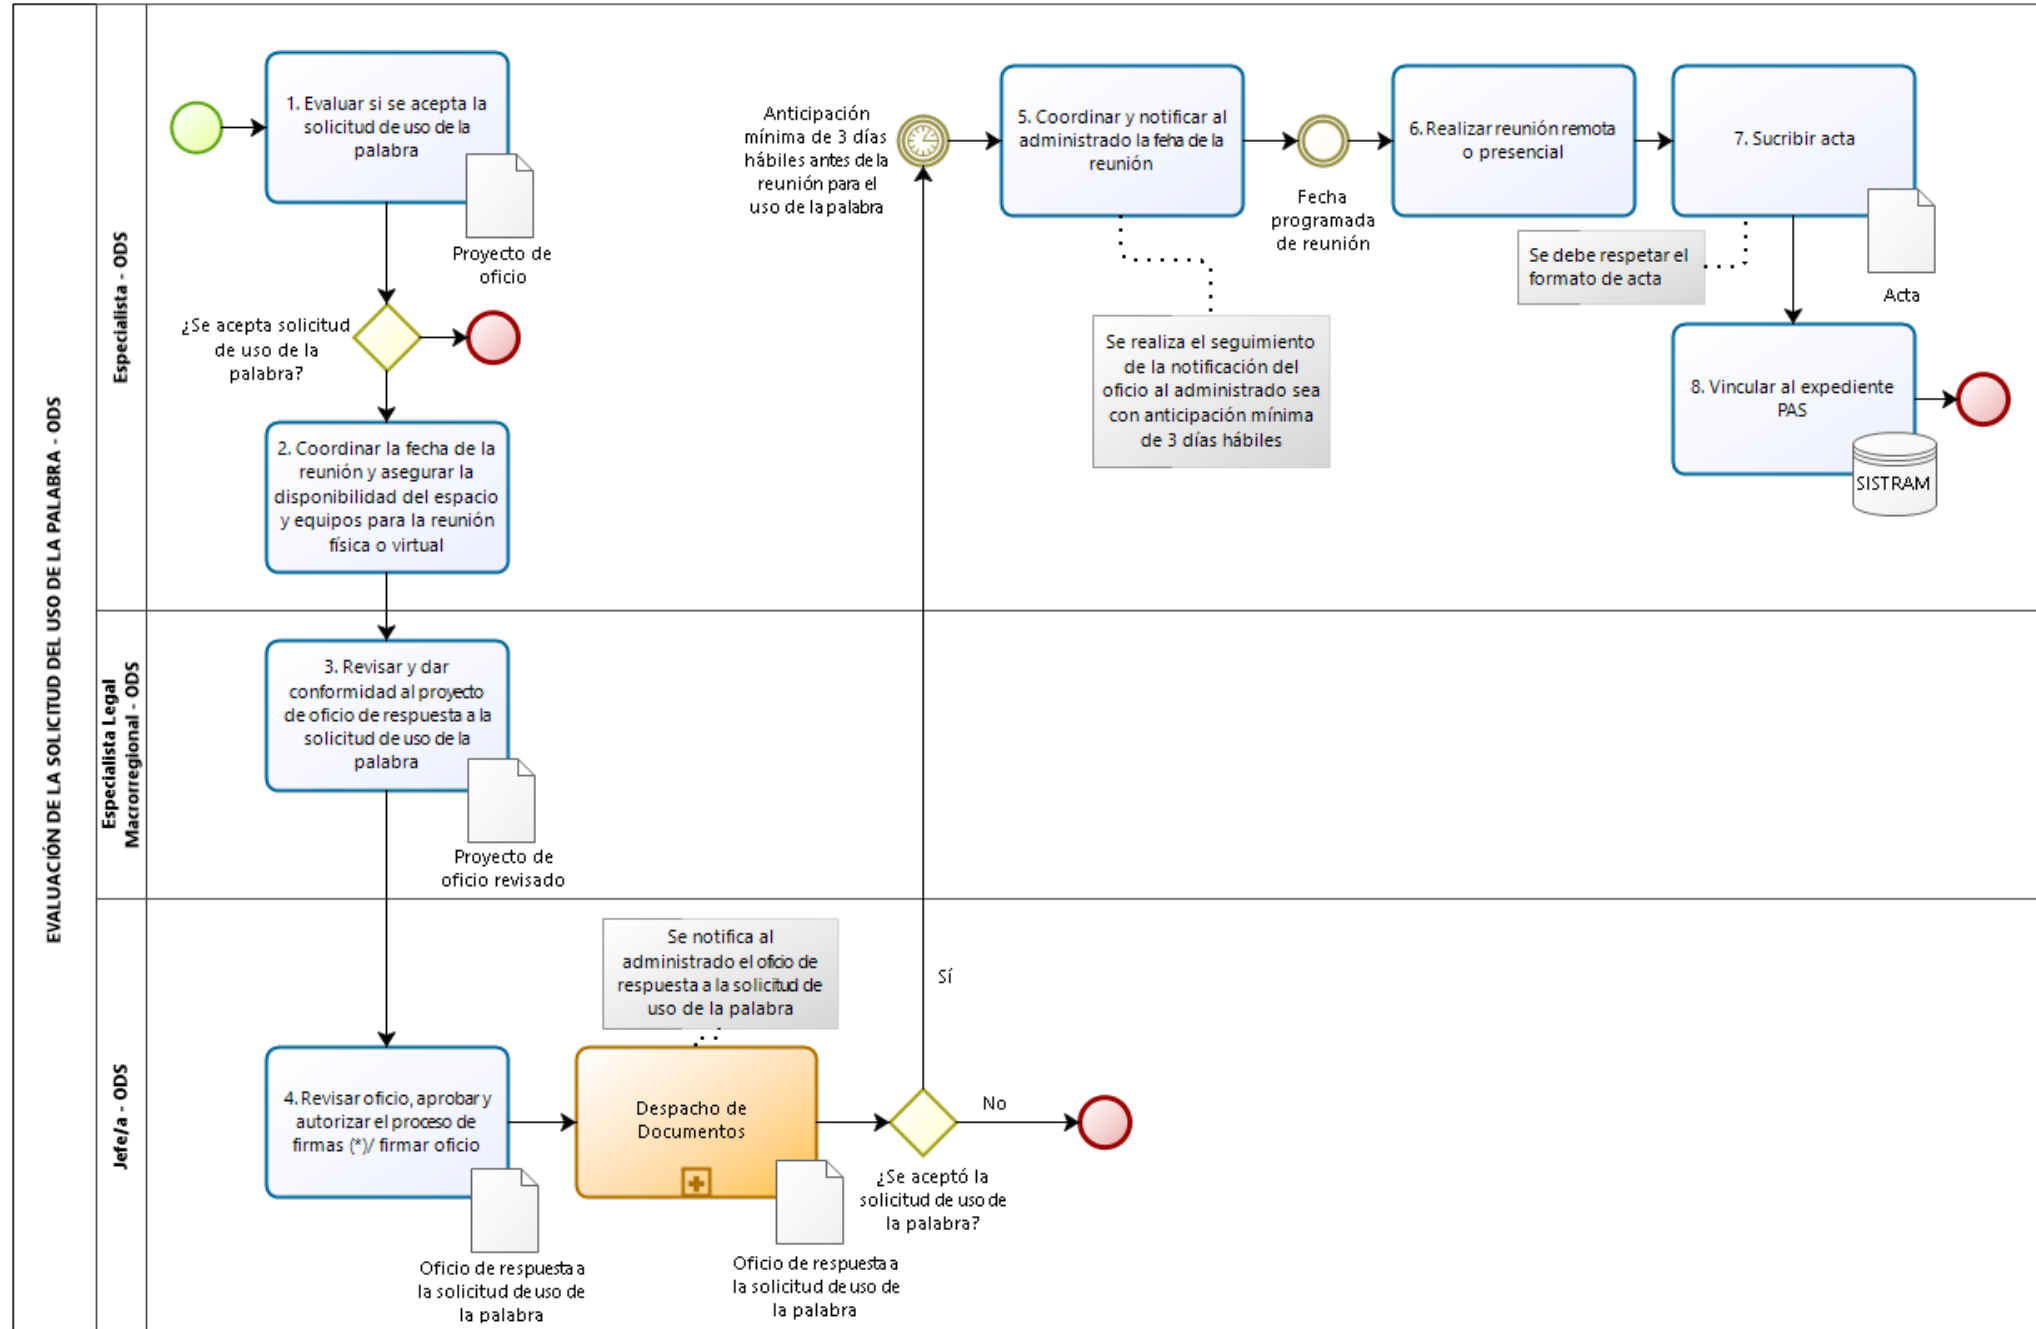 EVALUACIÓN DE LA SOLICITUD DEL USO DE LA PALABRA - ODS
Especialista - ODS
1. Evaluar si se acepta la
solicitud de uso de la
palabra
Proyecto de
oficio
¿Se acepta solicitud
de uso de la
palabra?
2. Coordinar la fecha de la
reunión y asegurar la
disponibilidad del espacio
y equipos para la reunión
física o virtual
Anticipación
mínima de 3 días
hábiles antes de la
reunión para el
uso de la palabra
5. Coordinar y notificar al
administrado la feha de la
reunión
Se realiza el seguimiento
de la notificación del
oficio al administrado sea
con anticipación mínima
de 3 días hábiles
Fecha
programada
de reunión
6. Realizar reunión remota
o presencial
7. Sucribir acta
Se debe respetar el
formato de acta
Acta
8. Vincular al expediente
PAS
SISTRAM
Especialista Legal
Macrorregional - ODS
3. Revisar y dar
conformidad al proyecto
de oficio de respuesta a la
solicitud de uso de la
palabra
Proyecto de
oficio revisado
Jefe/a - ODS
4. Revisar oficio, aprobar y
autorizar el proceso de
firmas (*)/ firmar oficio
Oficio de respuesta a
la solicitud de uso de
la palabra
Se notifica al
administrado el oficio de
respuesta a la solicitud de
uso de la palabra
Despacho de
Documentos
Oficio de respuesta a
la solicitud de uso de
la palabra
¿Se aceptó la
solicitud de uso de
la palabra?
Sí
No